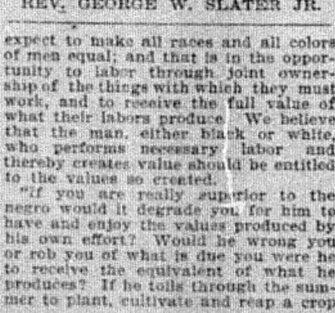 REV. GEORGE W. SLATER JR.
expect to make all races and all colors
of men equal; and that is in the oppor-
tunity to labor through joint owner-
ship of the things with which they must
work, and to receive the full value of
what their labors produce. We believe
that the man, either black or white
who performs necessary labor and
thereby creates value should be entitled
to the values so created.
"If you are really superior to the
negro would it degrade you for him to
have and enjoy the values produced by
his own effort? Would he wrong you
or rob you of what is due you were he
to receive the equivalent of what he
produces? If he toils through the sum-
mer to plant, cultivate and reap a crop